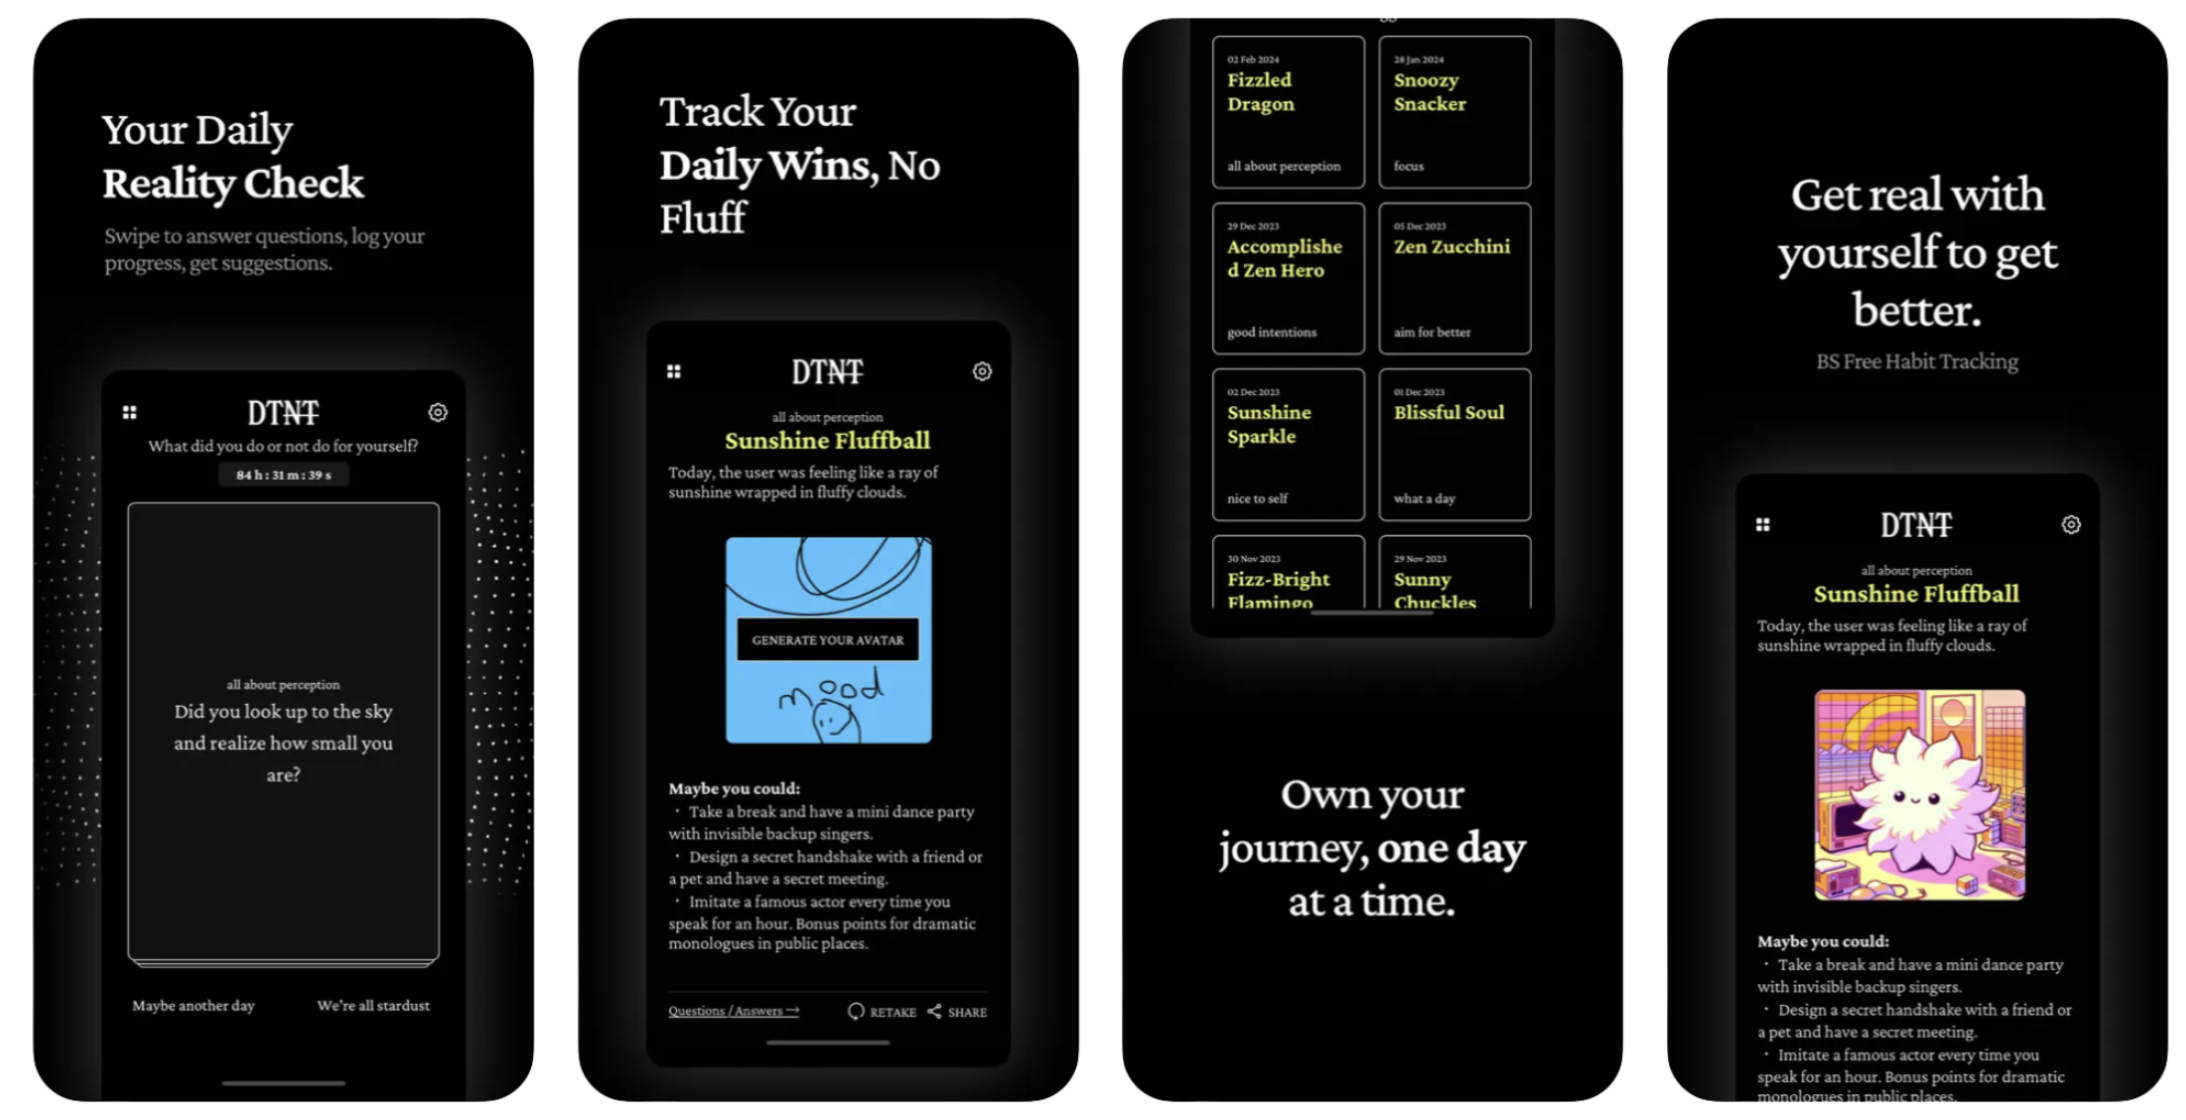 Your Daily
Reality Check
Swipe to answer questions, log your
progress, get suggestions.
DTNT
What did you do or not do for yourself?
84 h : 31 m : 39 s
all about perception
Did you look up to the sky
and realize how small you
are?
Maybe another day
We're all stardust
Track Your
Daily Wins, No
Fluff
DTNT
all about perception
Sunshine Fluffball
Today, the user was feeling like a ray of
sunshine wrapped in fluffy clouds.
GENERATE YOUR AVATAR
mood
Maybe you could:
· Take a break and have a mini dance party
with invisible backup singers.
· Design a secret handshake with a friend or
a pet and have a secret meeting.
· Imitate a famous actor every time you
speak for an hour. Bonus points for dramatic
monologues in public places.
Questions / Answers →
RETAKE
SHARE
02 Feb 2024
Fizzled
Dragon
all about perception
28 Jan 2024
Snoozy
Snacker
focus
29 Dec 2023
Accomplishe
d Zen Hero
good intentions
05 Dec 2023
Zen Zucchini
aim for better
02 Dec 2023
Sunshine
Sparkle
nice to self
01 Dec 2023
Blissful Soul
what a day
30 Nov 2023
Fizz-Bright
Flamingo
29 Nov 2023
Sunny
Chuckles
Own your
journey, one day
at a time.
Get real with
yourself to get
better.
BS Free Habit Tracking
DTNT
all about perception
Sunshine Fluffball
Today, the user was feeling like a ray of
sunshine wrapped in fluffy clouds.
Maybe you could:
· Take a break and have a mini dance party
with invisible backup singers.
· Design a secret handshake with a friend or
a pet and have a secret meeting.
· Imitate a famous actor every time you
speak for an hour. Bonus points for dramatic
monologues in public places.